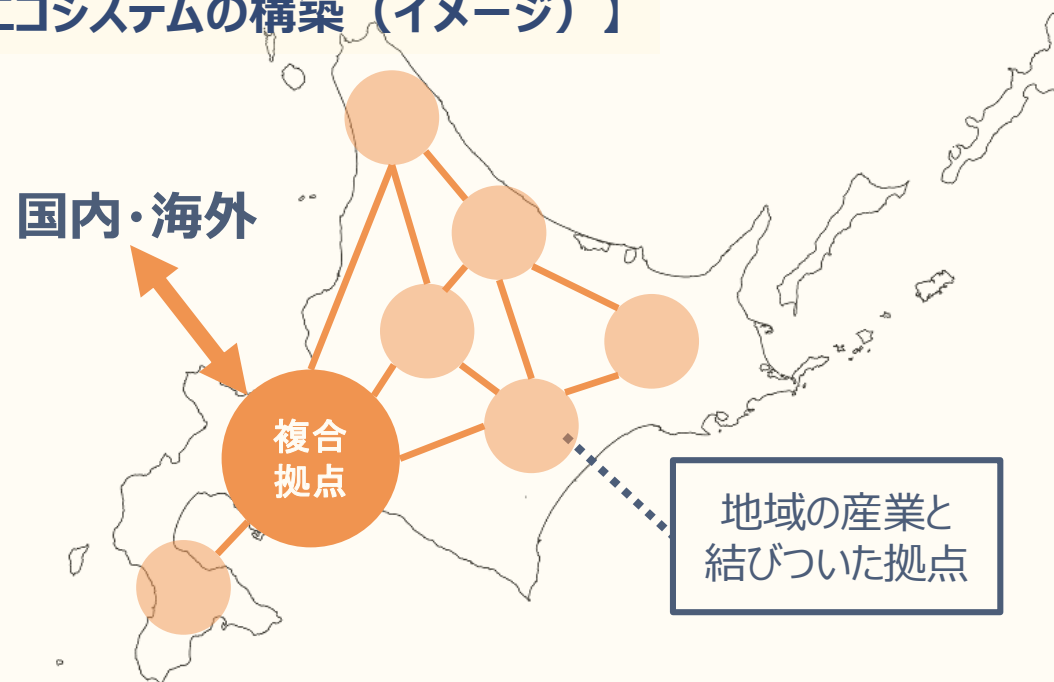 エコシステムの構築（イメージ）】
国内・海外
複合
拠点
地域の産業と
結びついた拠点